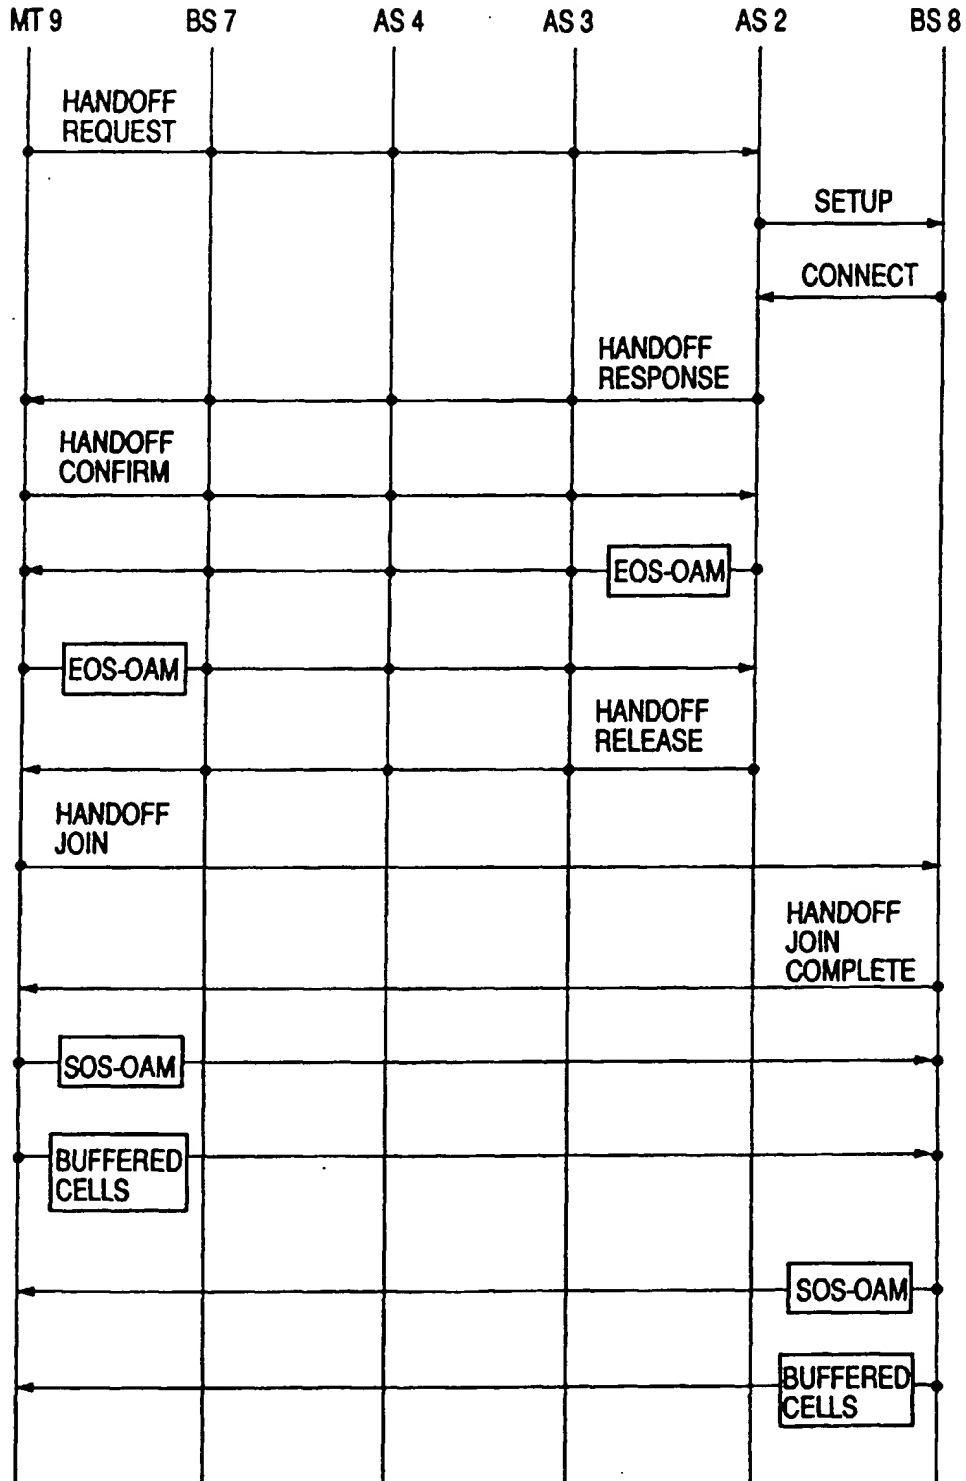 MT 9 BS 7 AS 4 AS 3 AS 2 BS 8
HANDOFF
REQUEST
SETUP
CONNECT
HANDOFF
RESPONSE
HANDOFF
CONFIRM
EOS-OAM
EOS-OAM
HANDOFF
RELEASE
HANDOFF
JOIN
HANDOFF
JOIN
COMPLETE
SOS-OAM
BUFFERED
CELLS
SOS-OAM
BUFFERED
CELLS